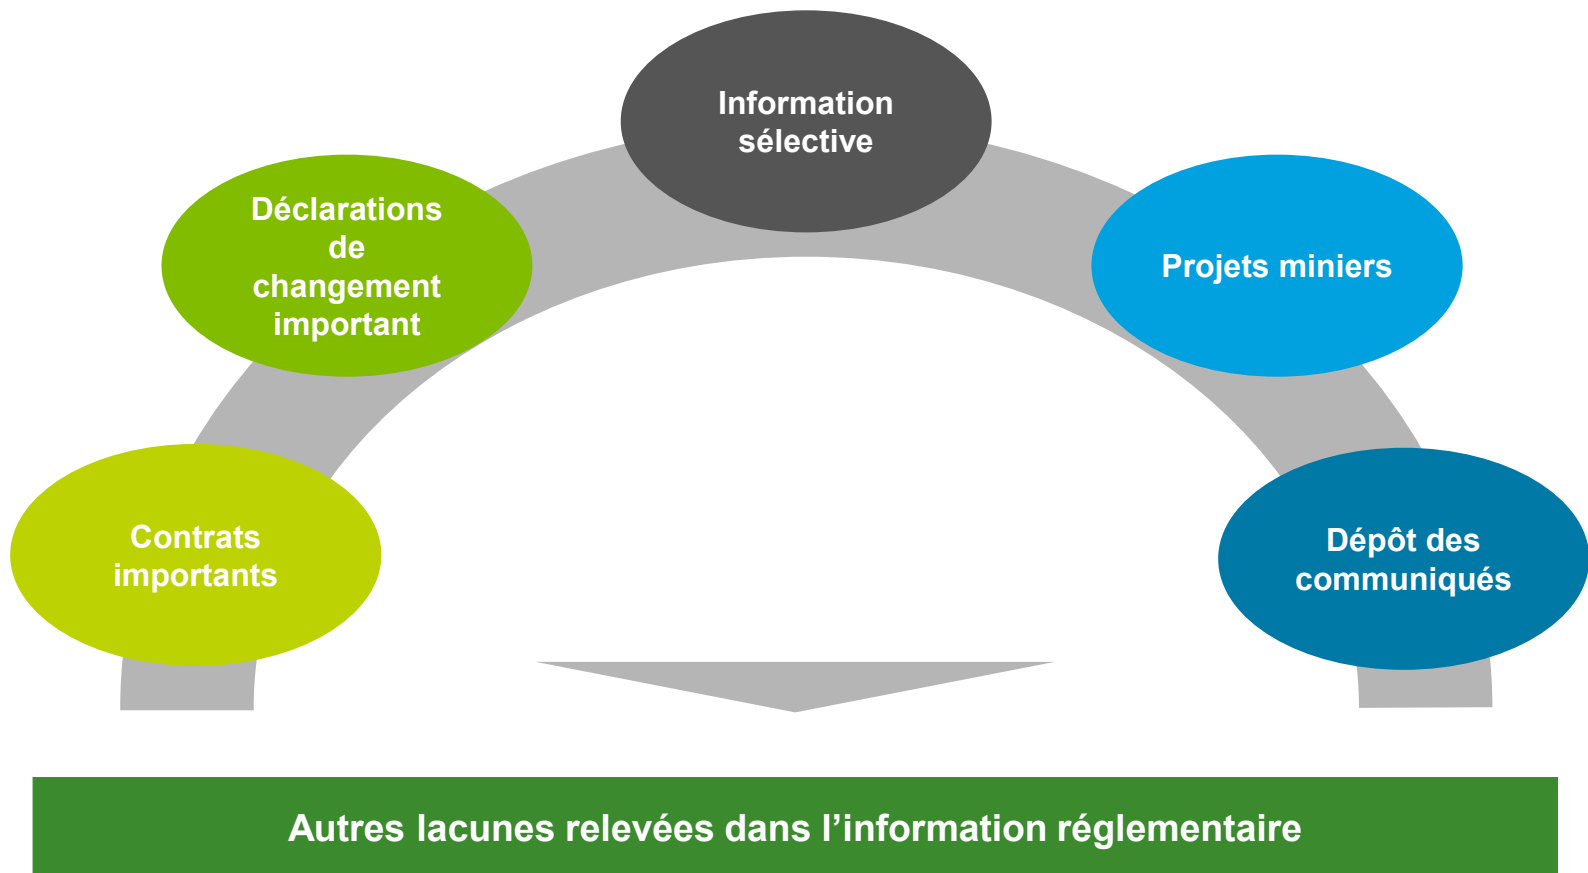 Information
sélective
Déclarations
de
changement
important
Projets miniers
Contrats
importants
Dépôt des
communiqués
Autres lacunes relevées dans l’information réglementaire